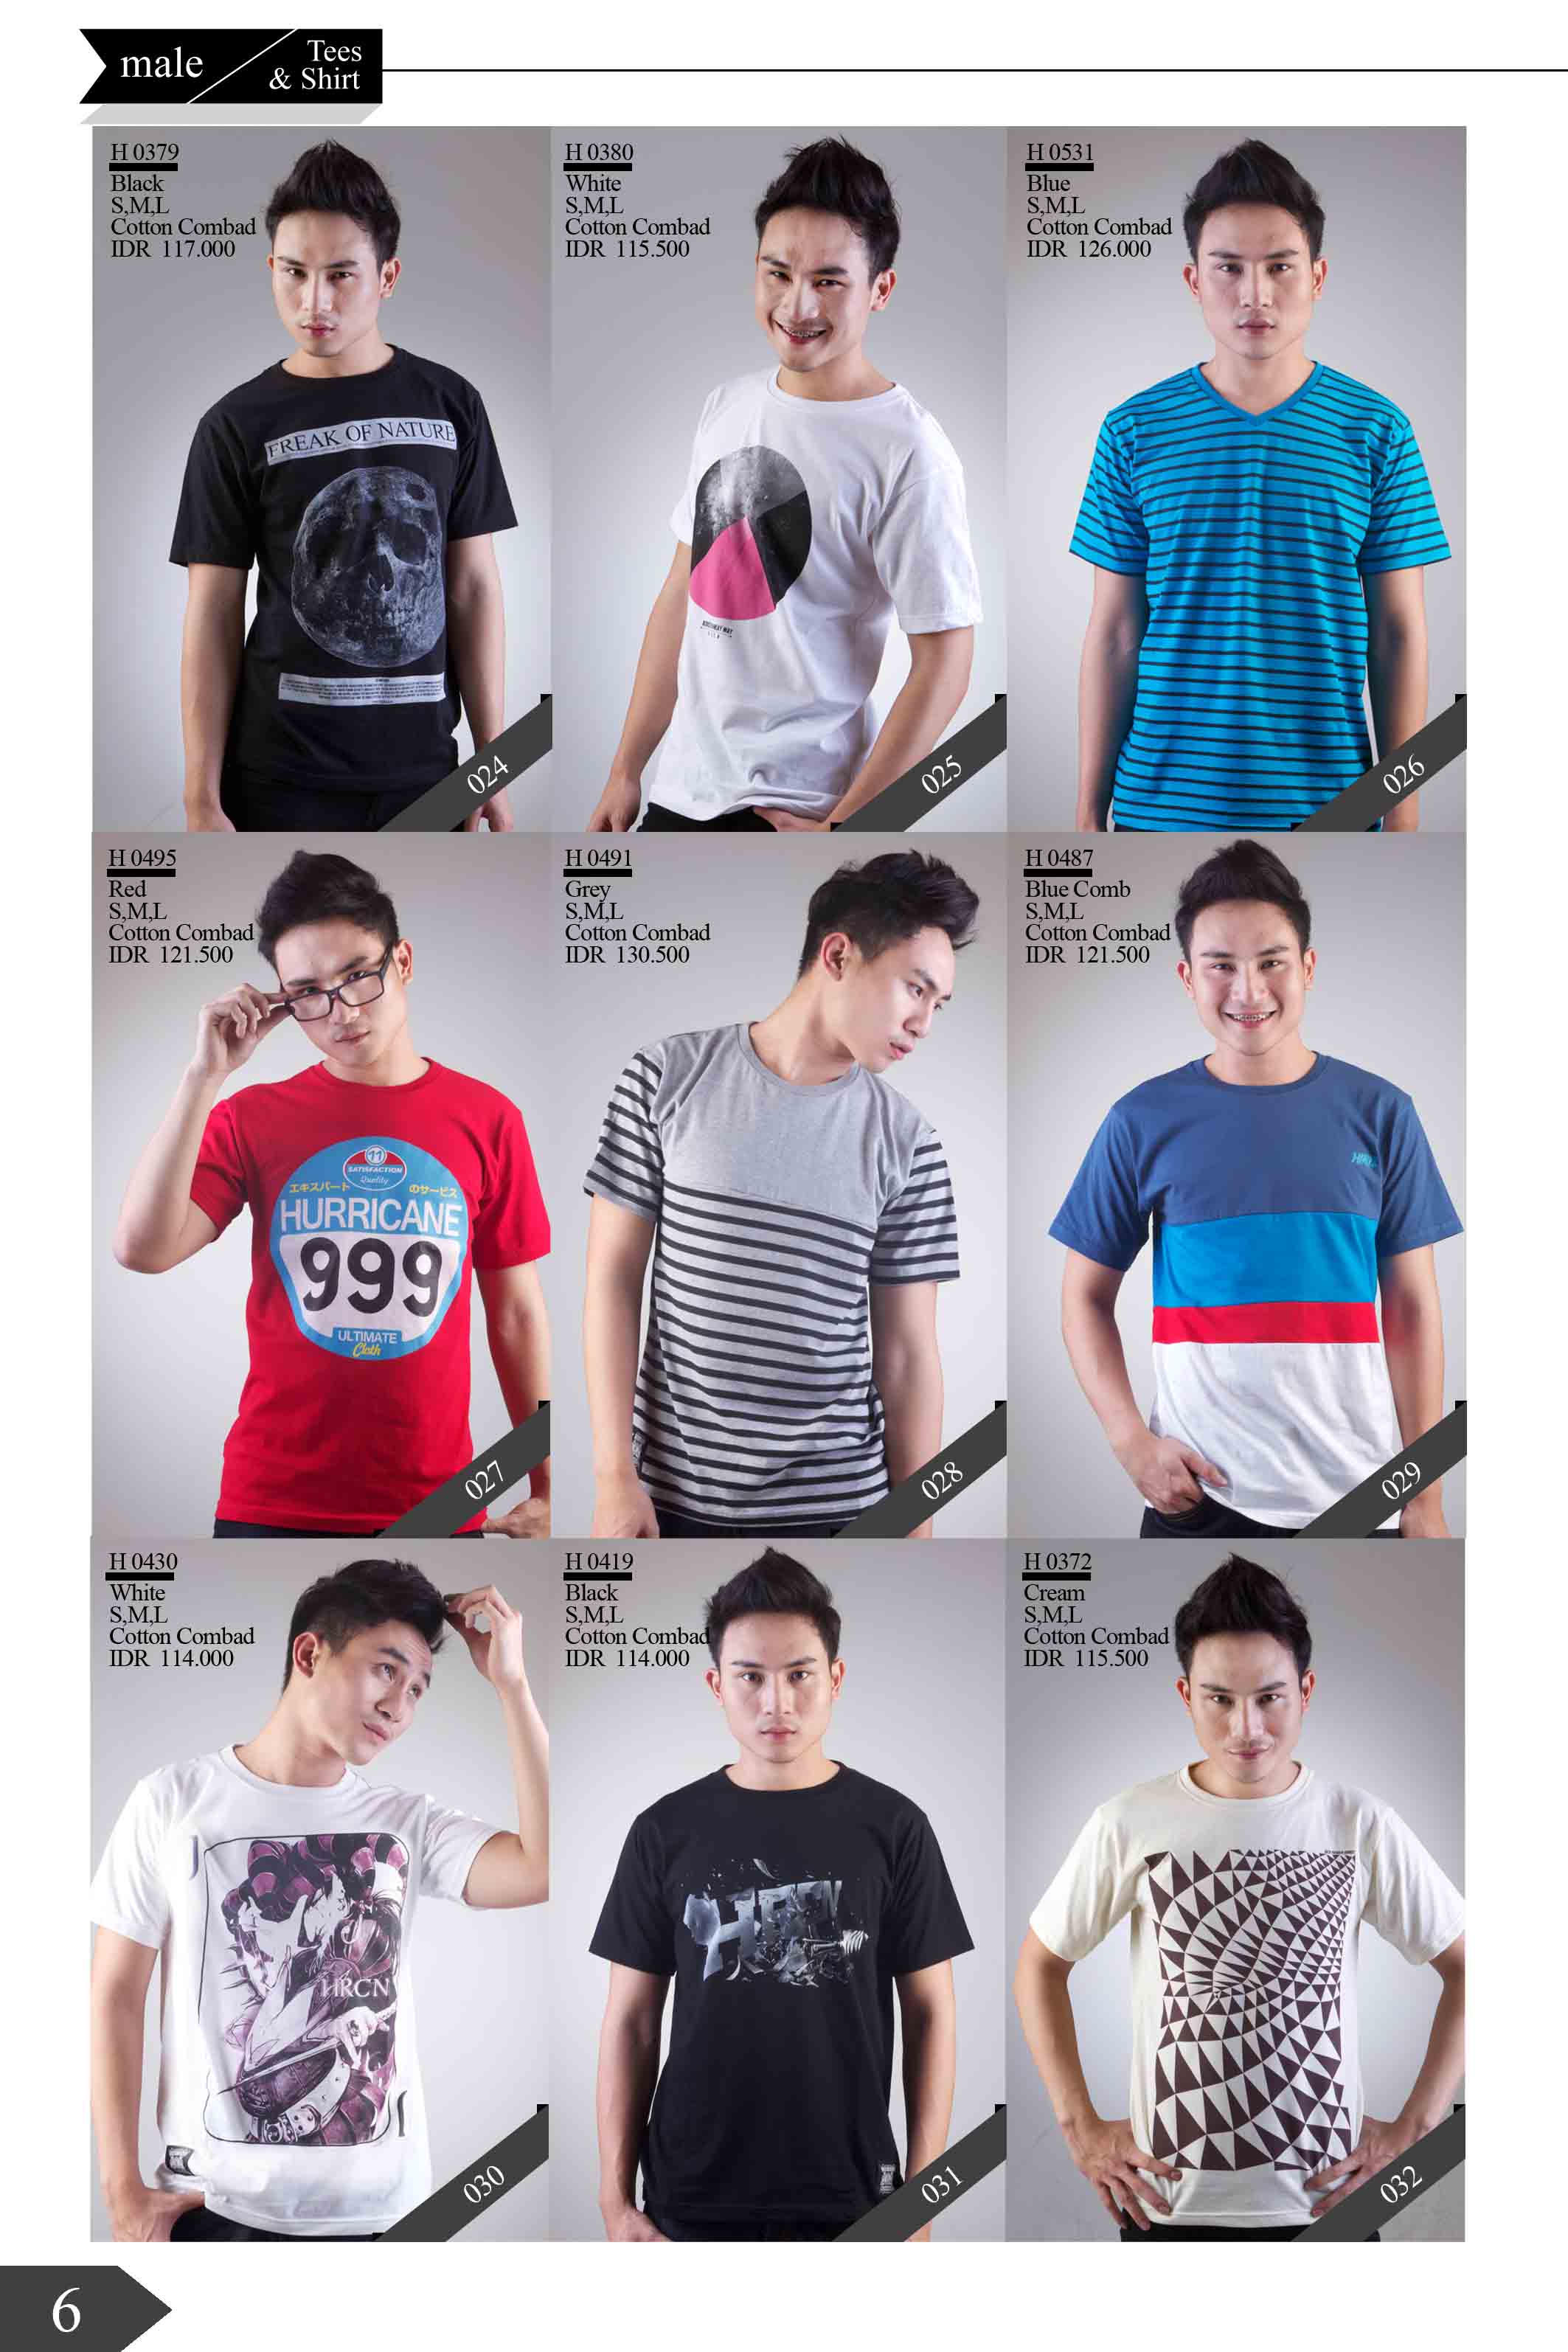 male
Tees
& Shirt
H 0379
Black
S,M,L
Cotton Combad
IDR 117.000
FREAK OF NATURE
024
H 0380
White
S,M,L
Cotton Combad
IDR 115.500
025
H 0531
Blue
S,M,L
Cotton Combad
IDR 126.000
026
H 0495
Red
S,M,L
Cotton Combad
IDR 121.500
11
SATISFACTION
Quality
エキスパート のサービス
HURRICANE
999
ULTIMATE
Cloth
027
H 0491
Grey
S,M,L
Cotton Combad
IDR 130.500
028
H 0487
Blue Comb
S,M,L
Cotton Combad
IDR 121.500
029
H 0430
White
S,M,L
Cotton Combad
IDR 114.000
HRCN
030
H 0419
Black
S,M,L
Cotton Combad
IDR 114.000
HRCN
031
H 0372
Cream
S,M,L
Cotton Combad
IDR 115.500
032
6